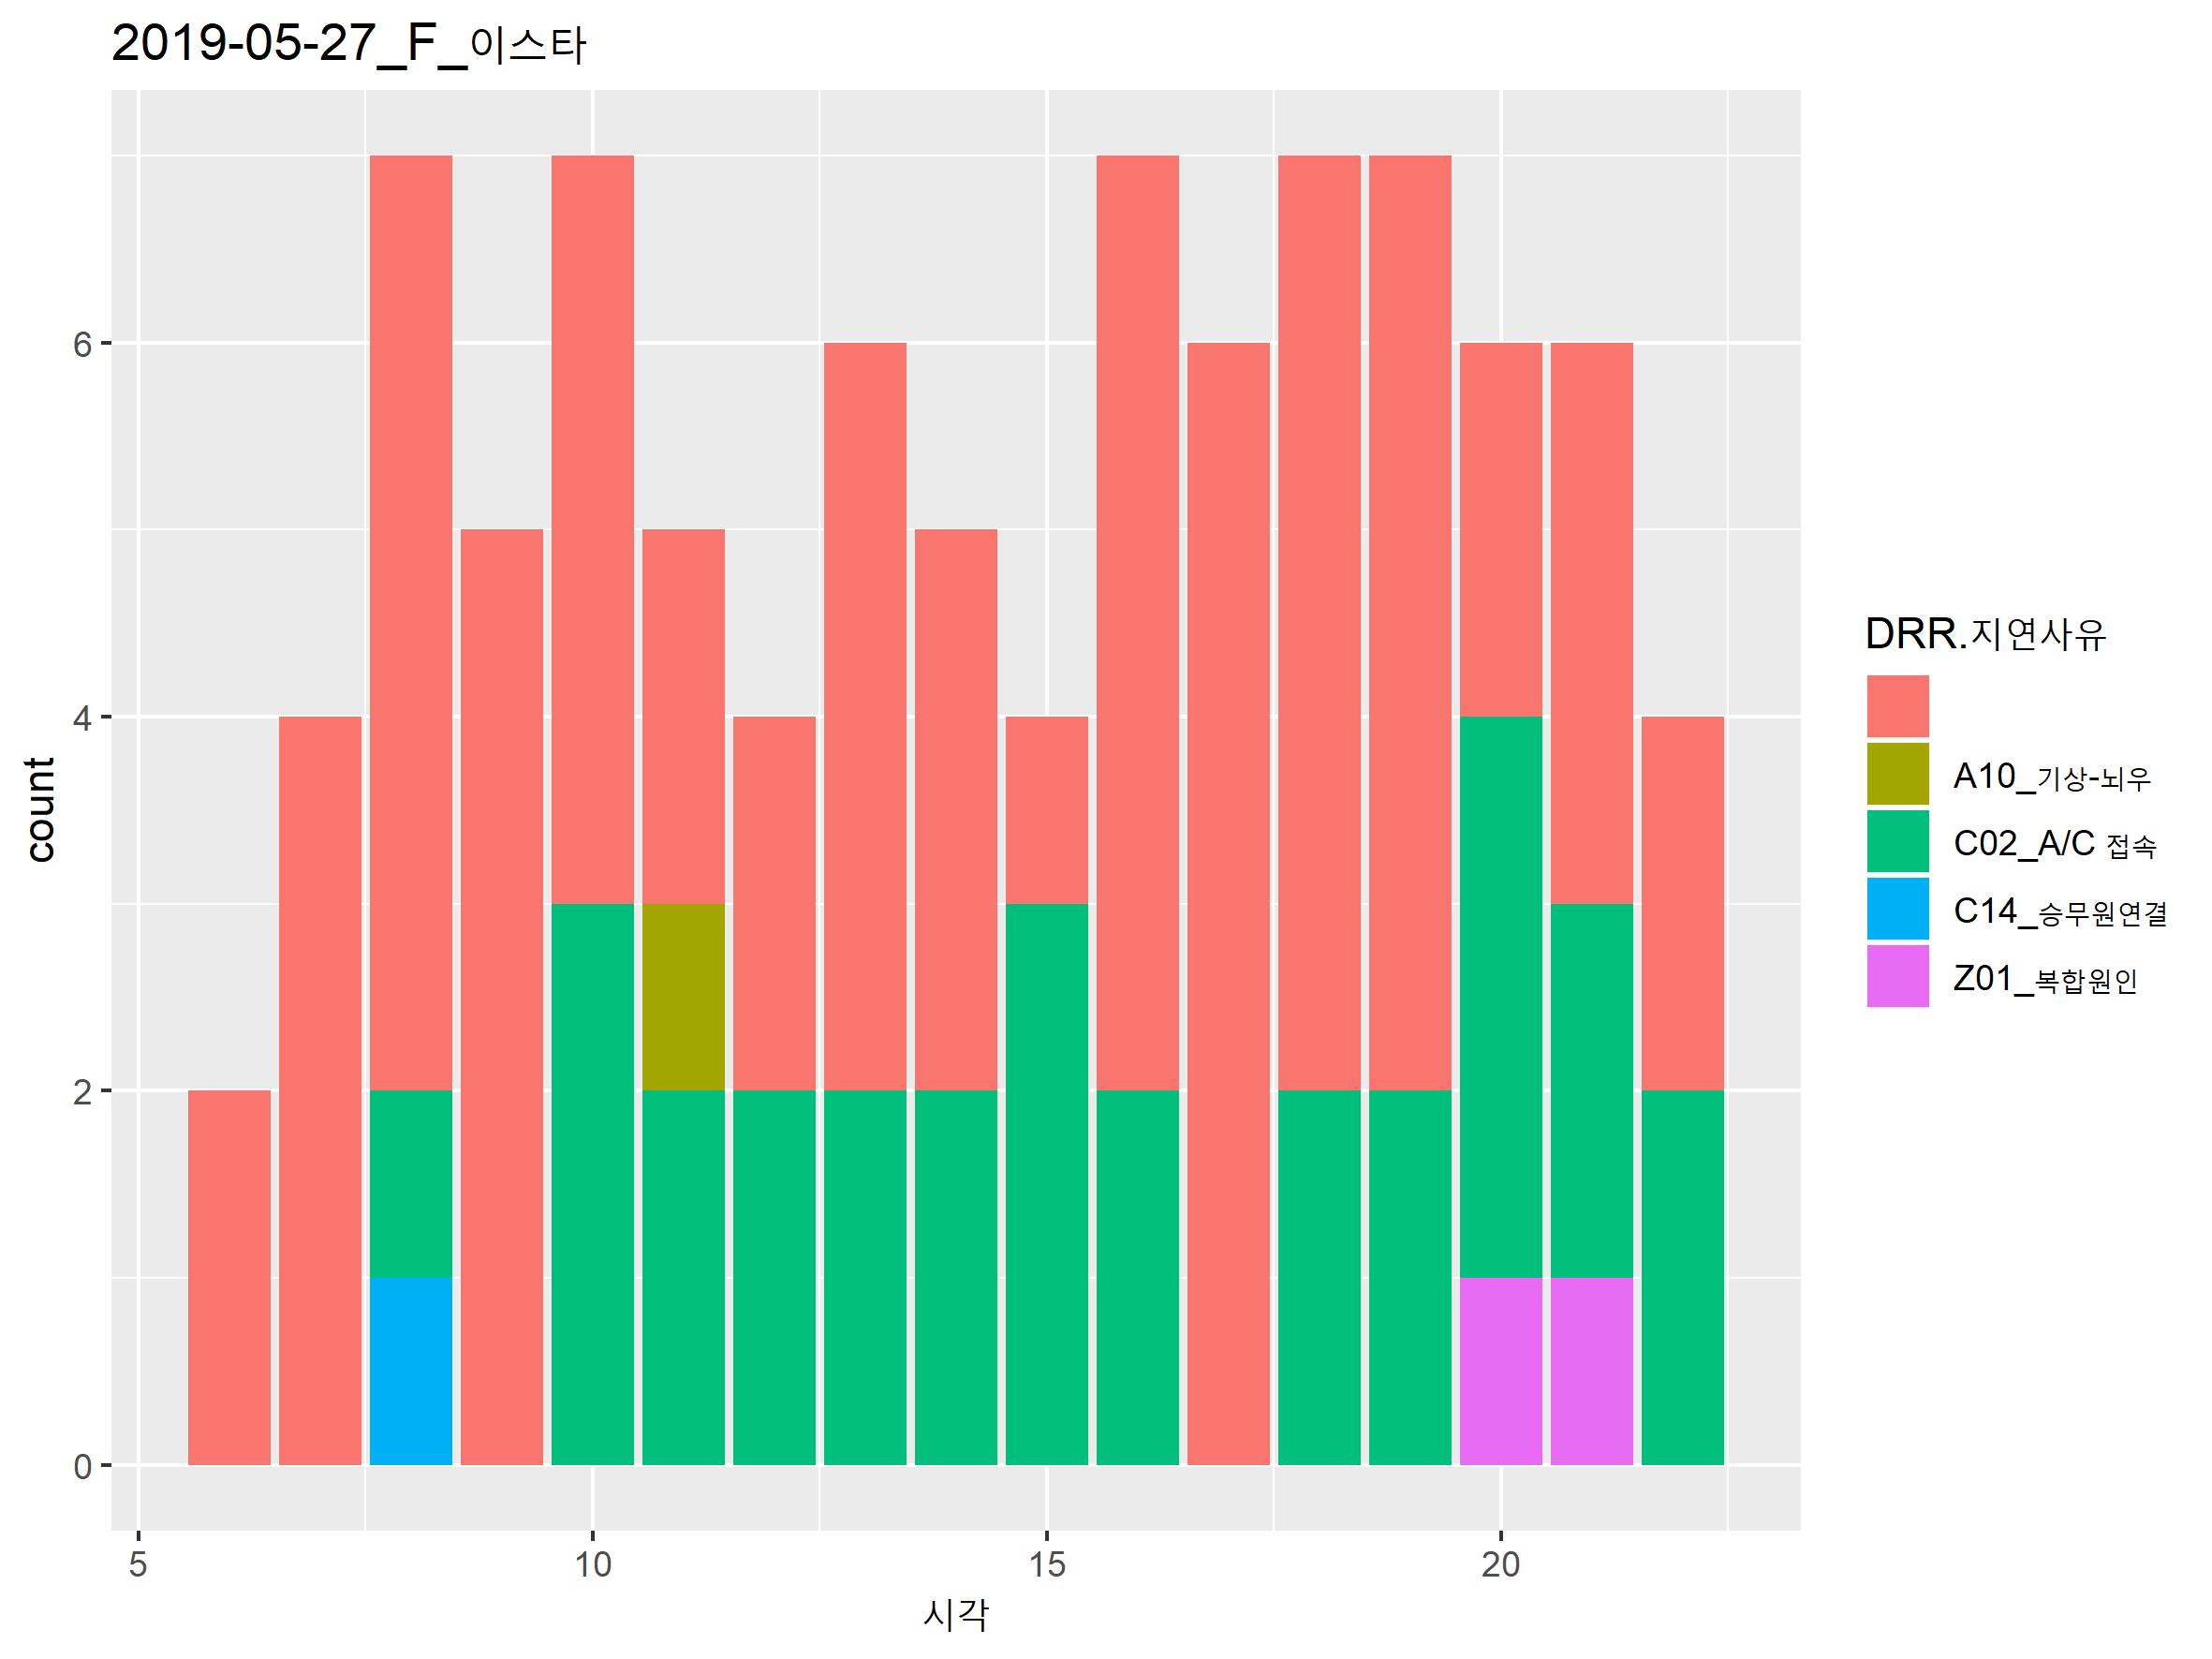 2019-05-27_F_이스타
6
4
2
0
count
5 10 15 20
시각
DRR.지연사유
A10_기상-뇌우
C02_A/C 접속
C14_승무원연결
Z01_복합원인